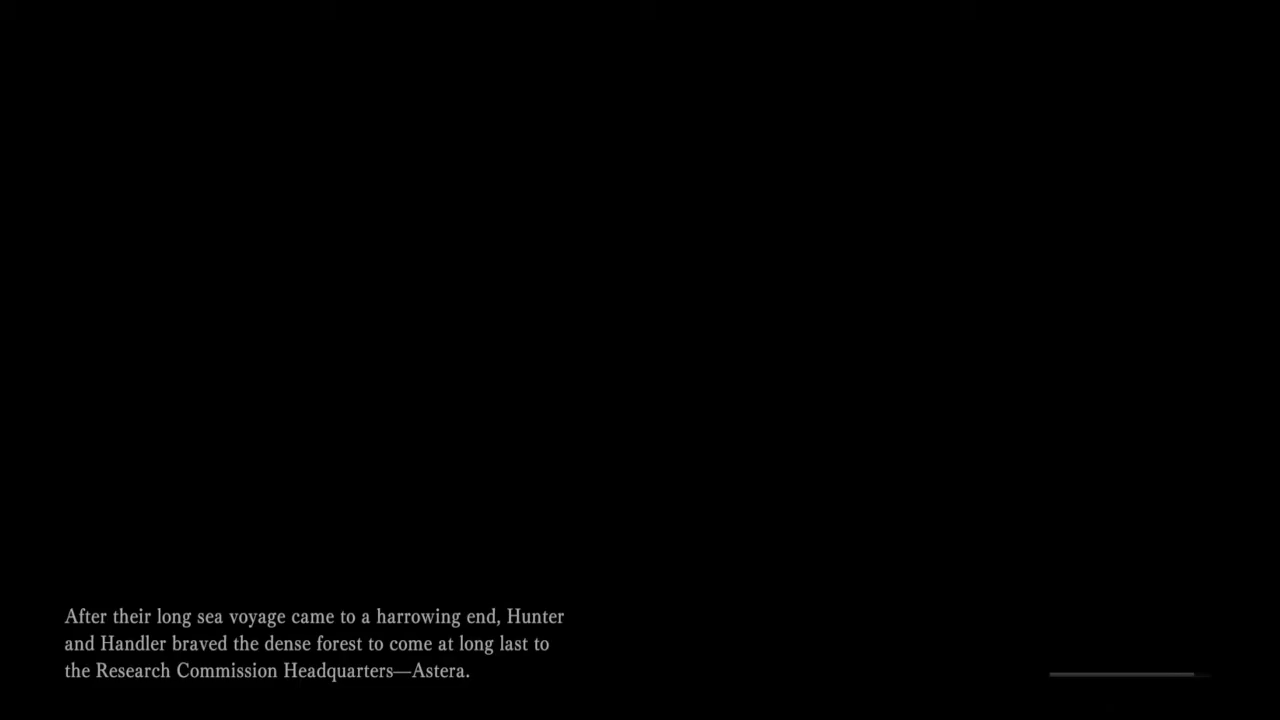 After their long sea voyage came to a harrowing end, Hunter
and Handler braved the dense forest to come at long last to
the Research Commission Headquarters—Astera.